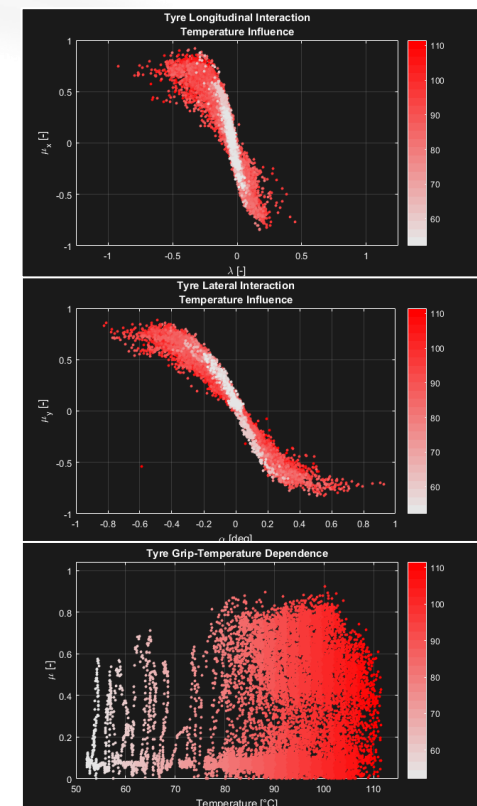 Tyre Longitudinal Interaction
Temperature Influence
1
0.5
0
-0.5
-1
μx [-]
-1 -0.5 0 0.5 1
λ [-]
110
100
90
80
70
60
Tyre Lateral Interaction
Temperature Influence
1
0.5
0
-0.5
-1
μy [-]
-1 -0.8 -0.6 -0.4 -0.2 0 0.2 0.4 0.6 0.8 1
α [deg]
110
100
90
80
70
60
Tyre Grip-Temperature Dependence
1
0.8
0.6
0.4
0.2
0
μ [-]
50 60 70 80 90 100 110
Temperature [°C]
110
100
90
80
70
60